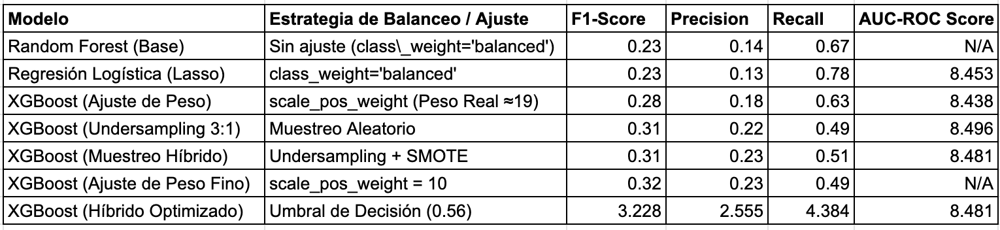 Modelo Estrategia de Balanceo / Ajuste F1-Score Precision Recall AUC-ROC Score
Random Forest (Base) Sin ajuste (class\_weight='balanced') 0.23 0.14 0.67 N/A
Regresión Logística (Lasso) class_weight='balanced' 0.23 0.13 0.78 8.453
XGBoost (Ajuste de Peso) scale_pos_weight (Peso Real ≈19) 0.28 0.18 0.63 8.438
XGBoost (Undersampling 3:1) Muestreo Aleatorio 0.31 0.22 0.49 8.496
XGBoost (Muestreo Híbrido) Undersampling + SMOTE 0.31 0.23 0.51 8.481
XGBoost (Ajuste de Peso Fino) scale_pos_weight = 10 0.32 0.23 0.49 N/A
XGBoost (Híbrido Optimizado) Umbral de Decisión (0.56) 3.228 2.555 4.384 8.481